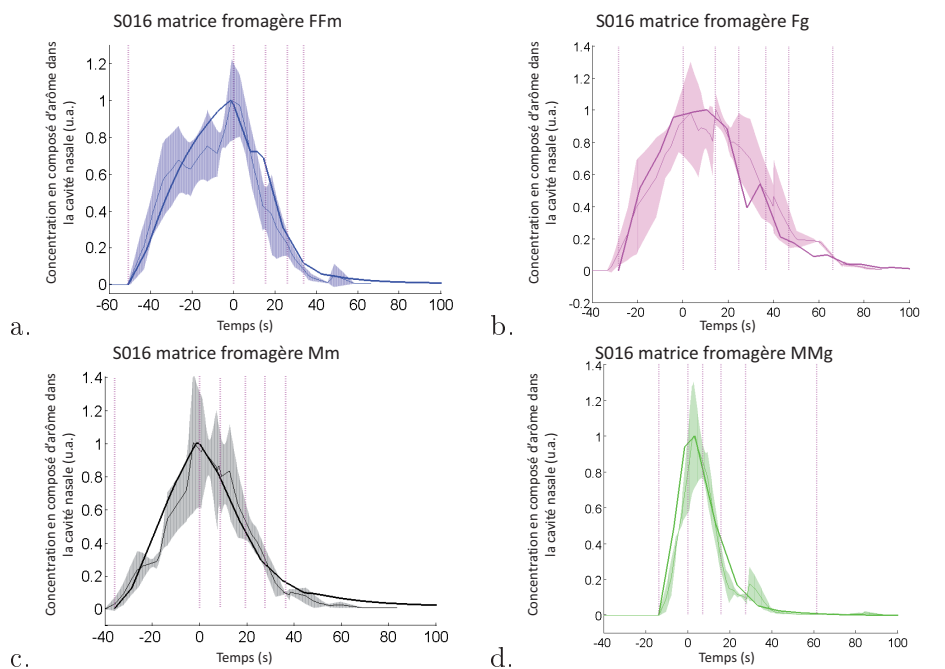 S016 matrice fromagère FFm
Concentration en composé d'arôme dans
la cavité nasale (u.a.)
1.2
1
0.8
0.6
0.4
0.2
0
-60 -40 -20 0 20 40 60 80 100
Temps (s)
a.
S016 matrice fromagère Fg
Concentration en composé d'arôme dans
la cavité nasale (u.a.)
1.4
1.2
1
0.8
0.6
0.4
0.2
0
-0.2
-40 -20 0 20 40 60 80 100
Temps (s)
b.
S016 matrice fromagère Mm
Concentration en composé d'arôme dans
la cavité nasale (u.a.)
1.4
1.2
1
0.8
0.6
0.4
0.2
0
-40 -20 0 20 40 60 80 100
Temps (s)
c.
S016 matrice fromagère MMg
Concentration en composé d'arôme dans
la cavité nasale (u.a.)
1.4
1.2
1
0.8
0.6
0.4
0.2
0
-40 -20 0 20 40 60 80 100
Temps (s)
d.